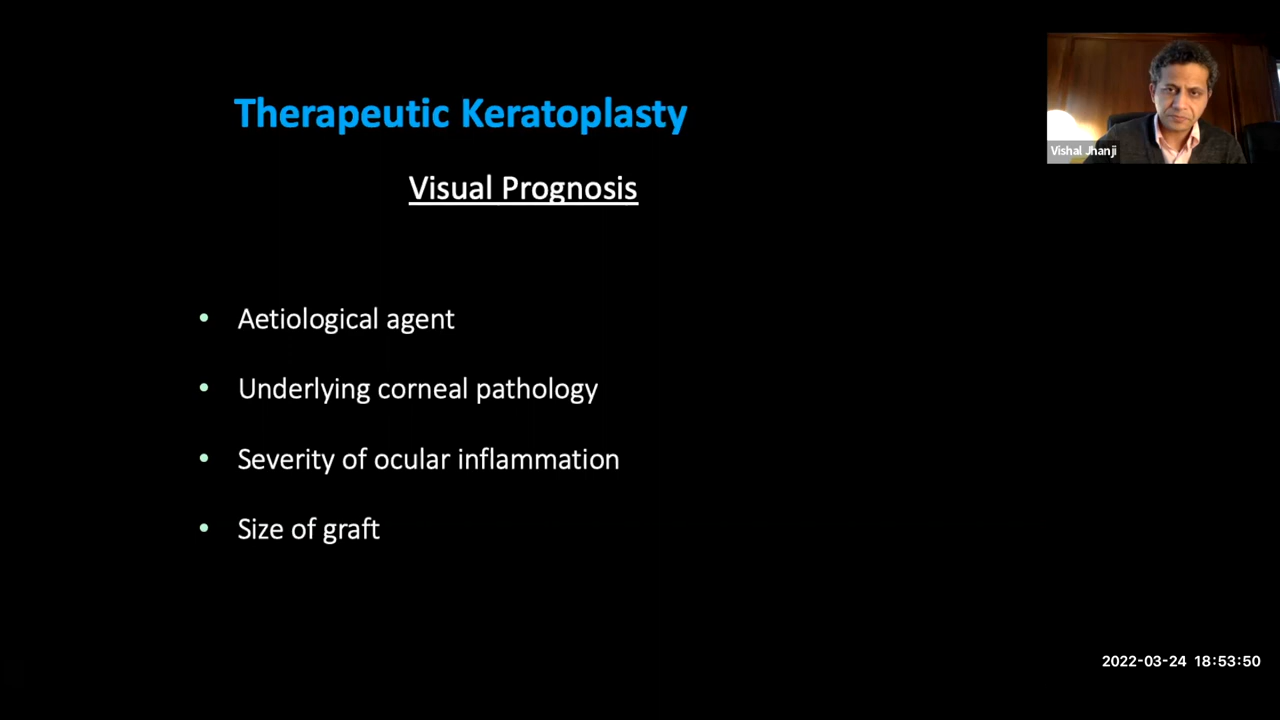 Therapeutic Keratoplasty
Visual Prognosis
Vishal Jhanji
• Aetiological agent
• Underlying corneal pathology
• Severity of ocular inflammation
• Size of graft
2022-03-24 18:53:50